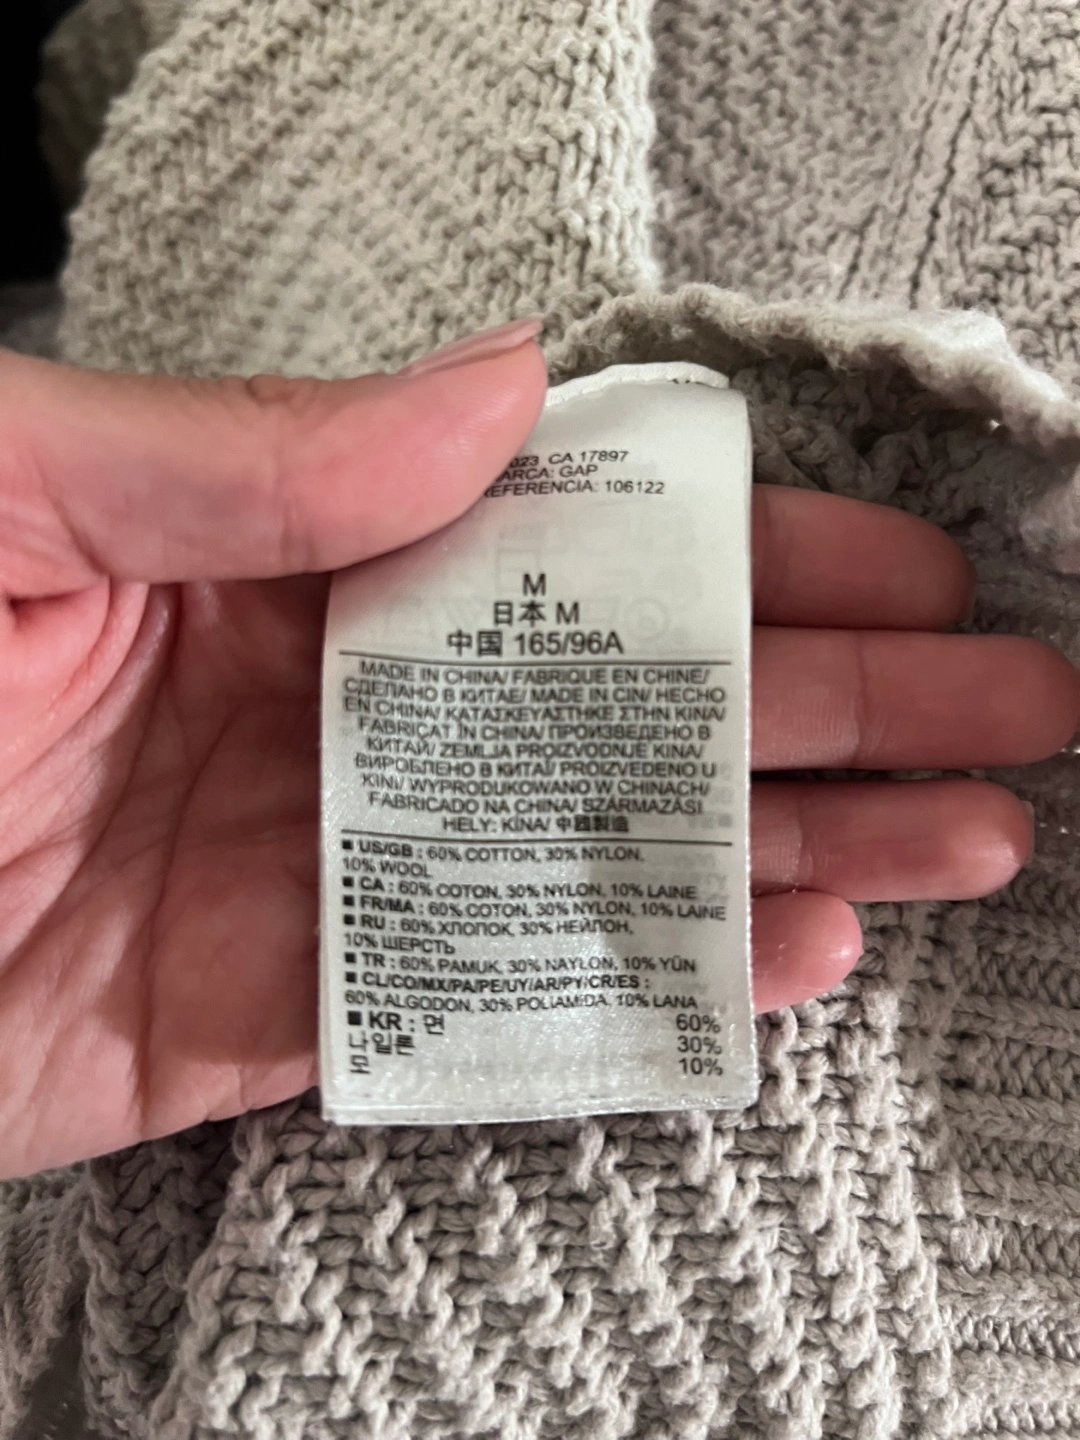 023 CA 17897
ARCA: GAP
EFERENCIA: 106122
M
日本 M
中国 165/96A
MADE IN CHINA/ FABRIQUE EN CHINE/
СДЕЛАНО В КИТАЕ/ MADE IN CIN/ HECHO
EN CHINA/ ΚΑΤΑΣΚΕΥΑΣΤΗΚΕ ΣΤΗΝ ΚΙΝΑ/
FABRICAT ÎN CHINA/ ПРОИЗВЕДЕНО В
КИТАЙ/ ZEMLJA PROIZVODNJE KINA/
ВИРОБЛЕНО В КИТАЇ/ PROIZVEDENO U
KINI/ WYPRODUKOWANO W CHINACH/
FABRICADO NA CHINA/ SZÁRMAZÁSI
HELY: KÍNA/ 中國製造
■ US/GB : 60% COTTON, 30% NYLON,
10% WOOL
■ CA : 60% COTON, 30% NYLON, 10% LAINE
■ FR/MA : 60% COTON, 30% NYLON, 10% LAINE
■ RU : 60% ХЛОПОК, 30% НЕЙЛОН,
10% ШЕРСТЬ
■ TR : 60% PAMUK, 30% NAYLON, 10% YÜN
■ CL/CO/MX/PA/PE/UY/AR/PY/CR/ES :
60% ALGODON, 30% POLIAMIDA, 10% LANA
■ KR : 면 60%
나일론 30%
모 10%